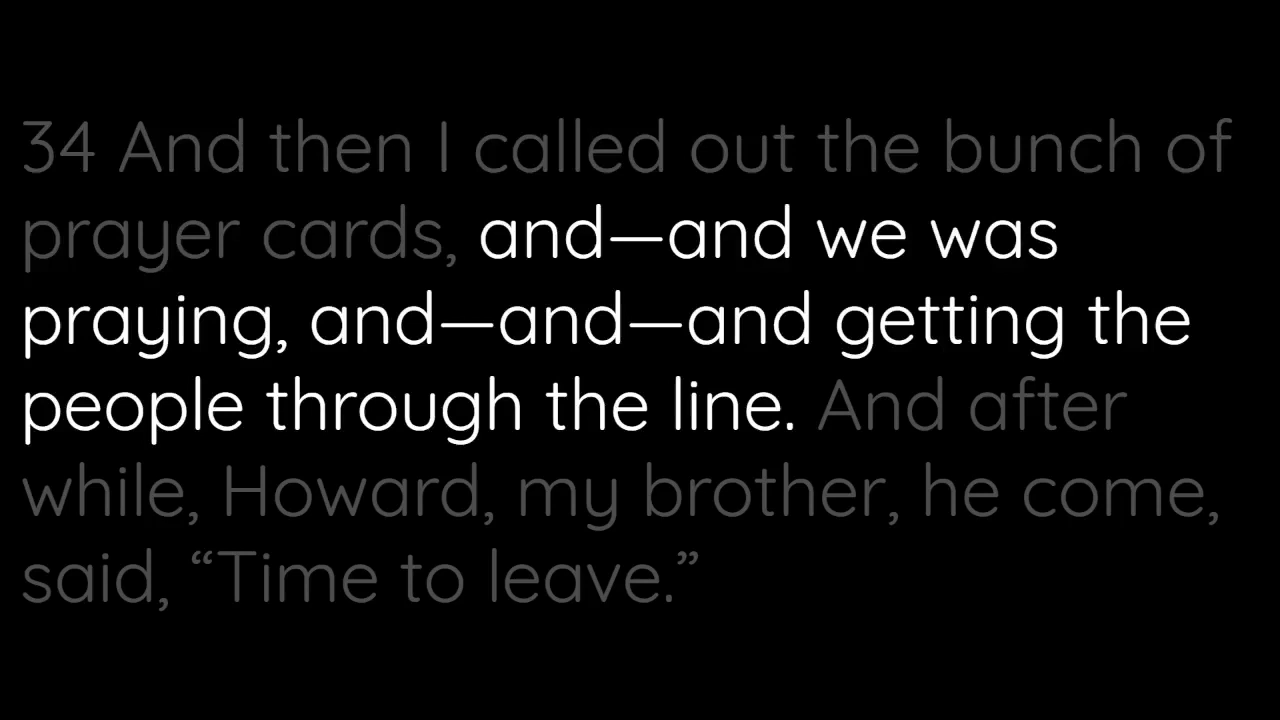 34 And then I called out the bunch of
prayer cards, and—and we was
praying, and—and—and getting the
people through the line. And after
while, Howard, my brother, he come,
said, “Time to leave.”